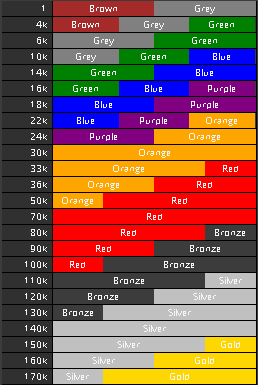 1 Brown Grey
4k Brown Grey Green
6k Grey Green
10k Grey Green Blue
14k Green Blue
16k Green Blue Purple
18k Blue Purple
22k Blue Purple Orange
24k Purple Orange
30k Orange
33k Orange Red
36k Orange Red
50k Orange Red
70k Red
80k Red Bronze
90k Red Bronze
100k Red Bronze
110k Bronze Silver
120k Bronze Silver
130k Bronze Silver
140k Silver
150k Silver Gold
160k Silver Gold
170k Silver Gold